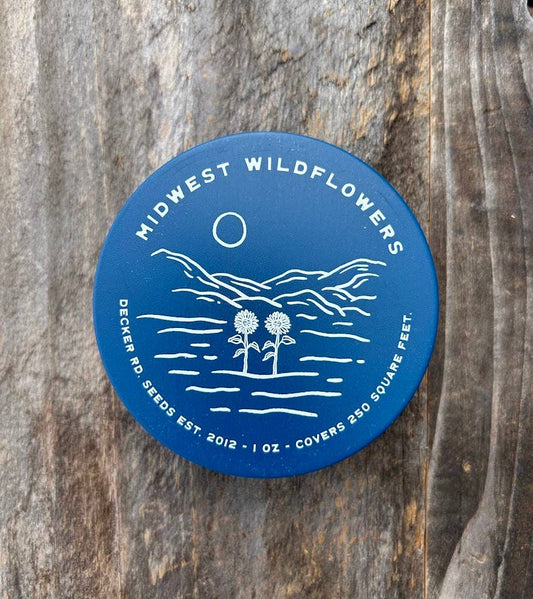 MIDWEST WILDFLOWERS
DECKER RD. SEEDS EST. 2012 - 1 OZ - COVERS 250 SQUARE FEET.